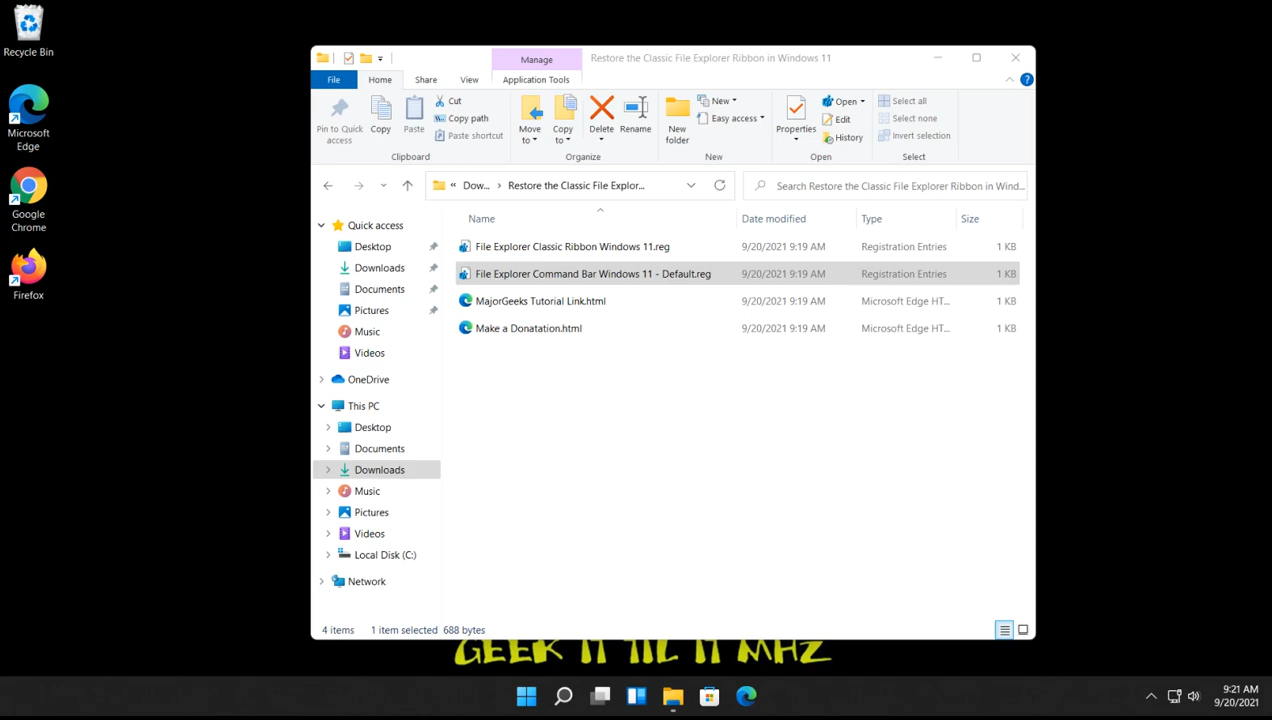 Recycle Bin
Microsoft
Edge
Google
Chrome
Firefox
Manage
Restore the Classic File Explorer Ribbon in Windows 11
File
Home
Share
View
Application Tools
Pin to Quick
access
Copy
Paste
Cut
Copy path
Paste shortcut
Clipboard
Move
to
Copy
to
Delete
Rename
Organize
New
folder
New
Easy access
New
Properties
Open
Edit
History
Open
Select all
Select none
Invert selection
Select
« Dow... › Restore the Classic File Explor...
Search Restore the Classic File Explorer Ribbon in Wind...
Quick access
Desktop
Downloads
Documents
Pictures
Music
Videos
OneDrive
This PC
Desktop
Documents
Downloads
Music
Pictures
Videos
Local Disk (C:)
Network
Name Date modified Type Size
File Explorer Classic Ribbon Windows 11.reg 9/20/2021 9:19 AM Registration Entries 1 KB
File Explorer Command Bar Windows 11 - Default.reg 9/20/2021 9:19 AM Registration Entries 1 KB
MajorGeeks Tutorial Link.html 9/20/2021 9:19 AM Microsoft Edge HT... 1 KB
Make a Donatation.html 9/20/2021 9:19 AM Microsoft Edge HT... 1 KB
4 items 1 item selected 688 bytes
GEEK IT TIL IT MHZ
9:21 AM
9/20/2021